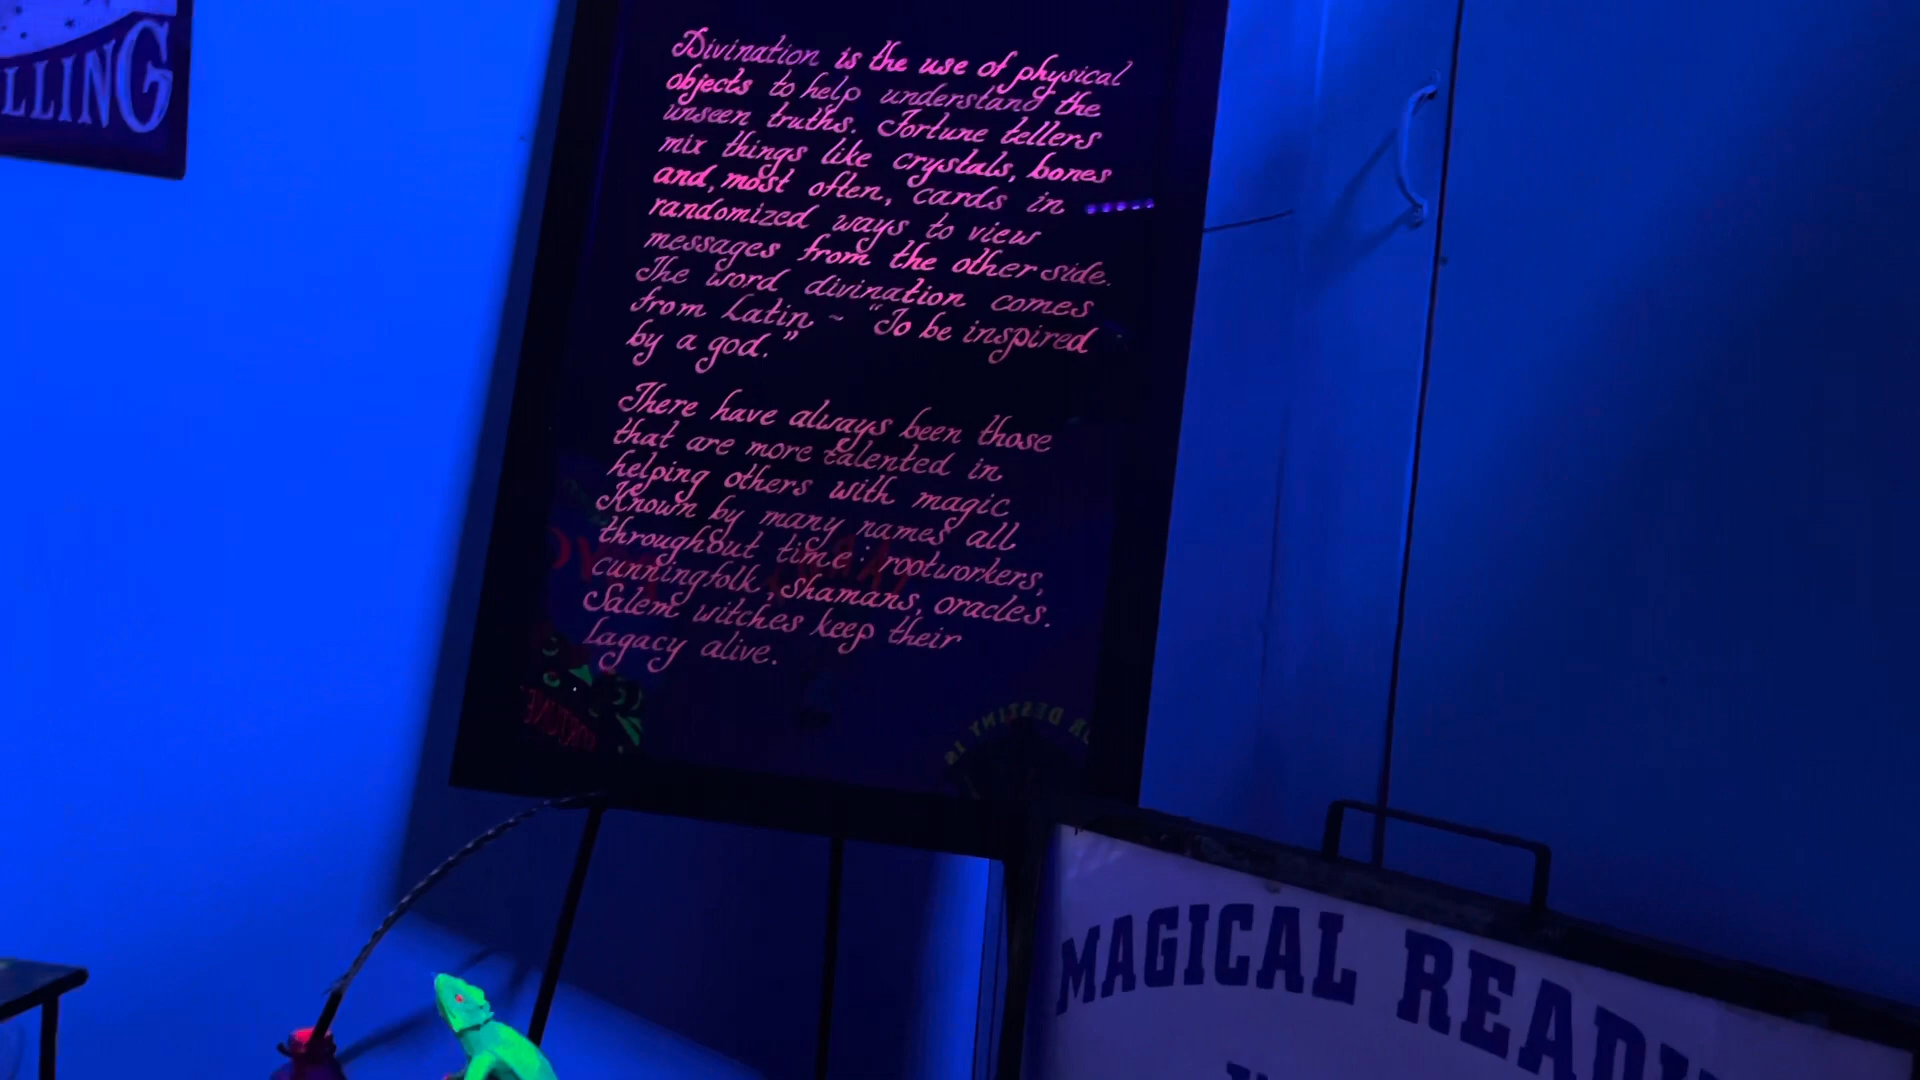 LLING
Divination is the use of physical
objects to help understand the
unseen truths. Fortune tellers
mix things like crystals, bones
and, most often, cards in
randomized ways to view
messages from the other side.
The word divination comes
from Latin ~ "To be inspired
by a god."
There have always been those
that are more talented in
helping others with magic
Known by many names all
throughout time: rootworkers,
cunningfolk, Shamans, oracles.
Salem witches keep their
Lagacy alive.
DESTINY IS
MAGICAL READI